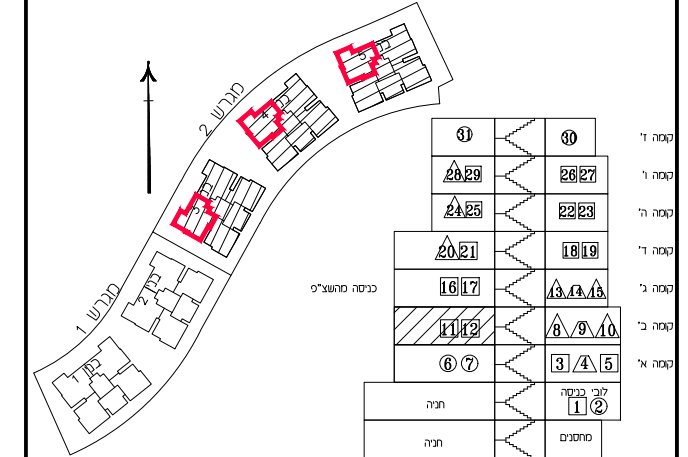 מגרש 2
מגרש 1
קומה ז'
30
31
קומה ו'
26 27
28 29
קומה ה'
22 23
24 25
קומה ד'
18 19
20 21
קומה ג'
13 14 15
16 17
כניסה מהשצ"פ
קומה ב'
8 9 10
11 12
קומה א'
3 4 5
6 7
לובי כניסה
1 2
חניה
מחסנים
חניה